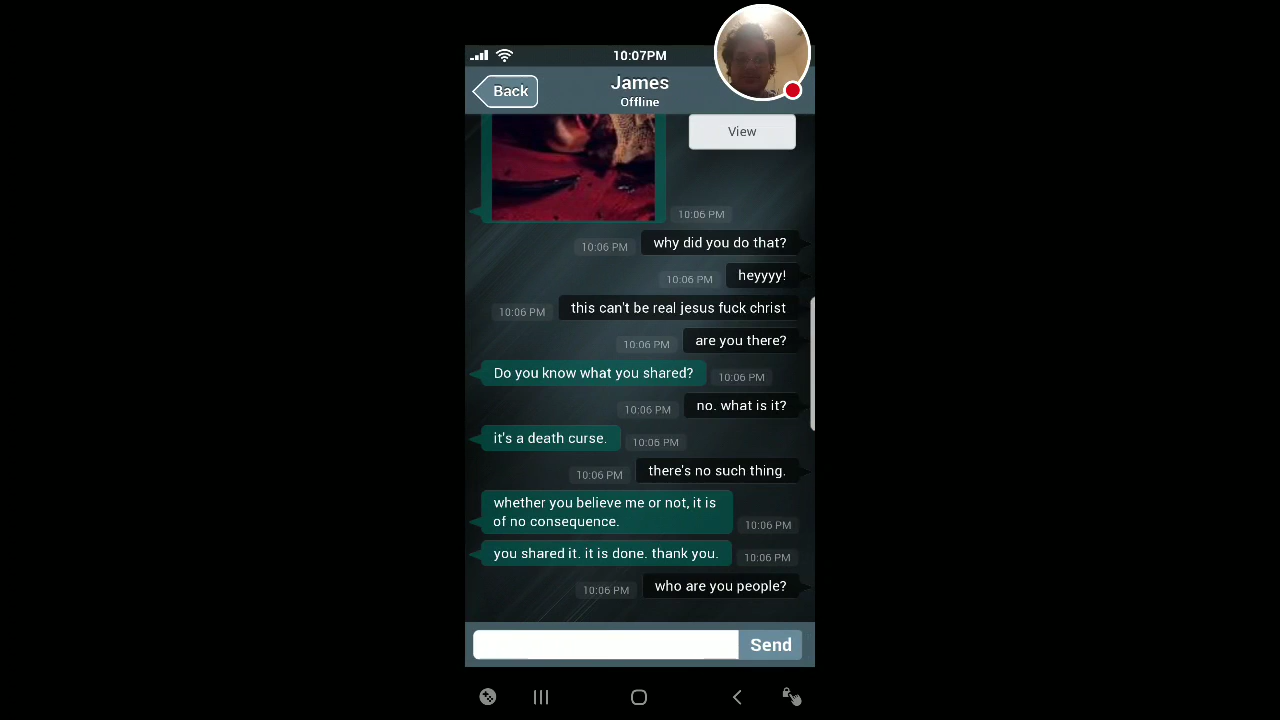 10:07PM
Back
James
Offline
View
10:06 PM
10:06 PM why did you do that?
10:06 PM heyyyy!
10:06 PM this can't be real jesus fuck christ
10:06 PM are you there?
Do you know what you shared? 10:06 PM
10:06 PM no. what is it?
it's a death curse. 10:06 PM
10:06 PM there's no such thing.
whether you believe me or not, it is
of no consequence. 10:06 PM
you shared it. it is done. thank you. 10:06 PM
10:06 PM who are you people?
Send